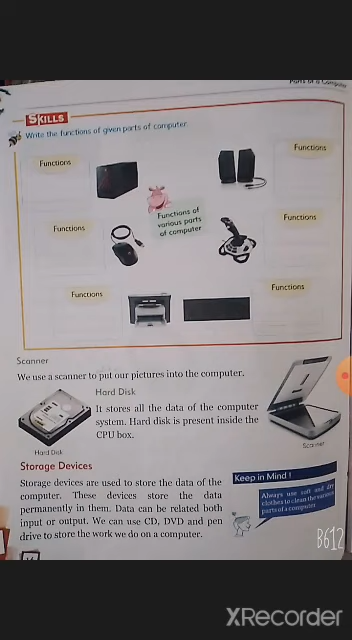 Parts of a Computer
SKILLS
Write the functions of given parts of computer.
Functions
Functions
Functions of
various parts
of computer
Functions
Functions
Functions
Functions
Scanner
We use a scanner to put our pictures into the computer.
Hard Disk
It stores all the data of the computer
system. Hard disk is present inside the
CPU box.
Hard Disk
Scanner
Storage Devices
Storage devices are used to store the data of the
computer. These devices store the data
permanently in them. Data can be related both
input or output. We can use CD, DVD and pen
drive to store the work we do on a computer.
Keep in Mind !
Always use soft and dry
clothes to clean the various
parts of a computer.
B612
XRecorder